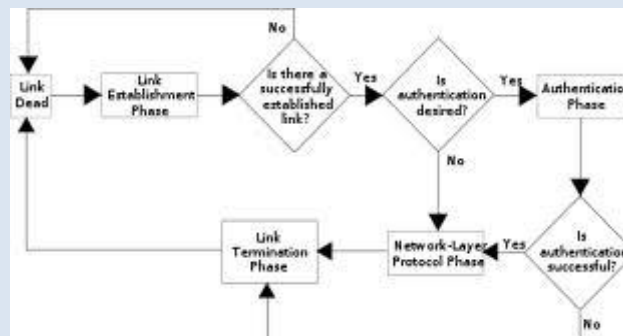 No
Link
Dead
Link
Establishment
Phase
Is there a
successfully
established
link?
Yes
Is
authentication
desired?
Yes
Authentication
Phase
No
Link
Termination
Phase
Network-Layer
Protocol Phase
Yes
Is
authentication
successful?
No